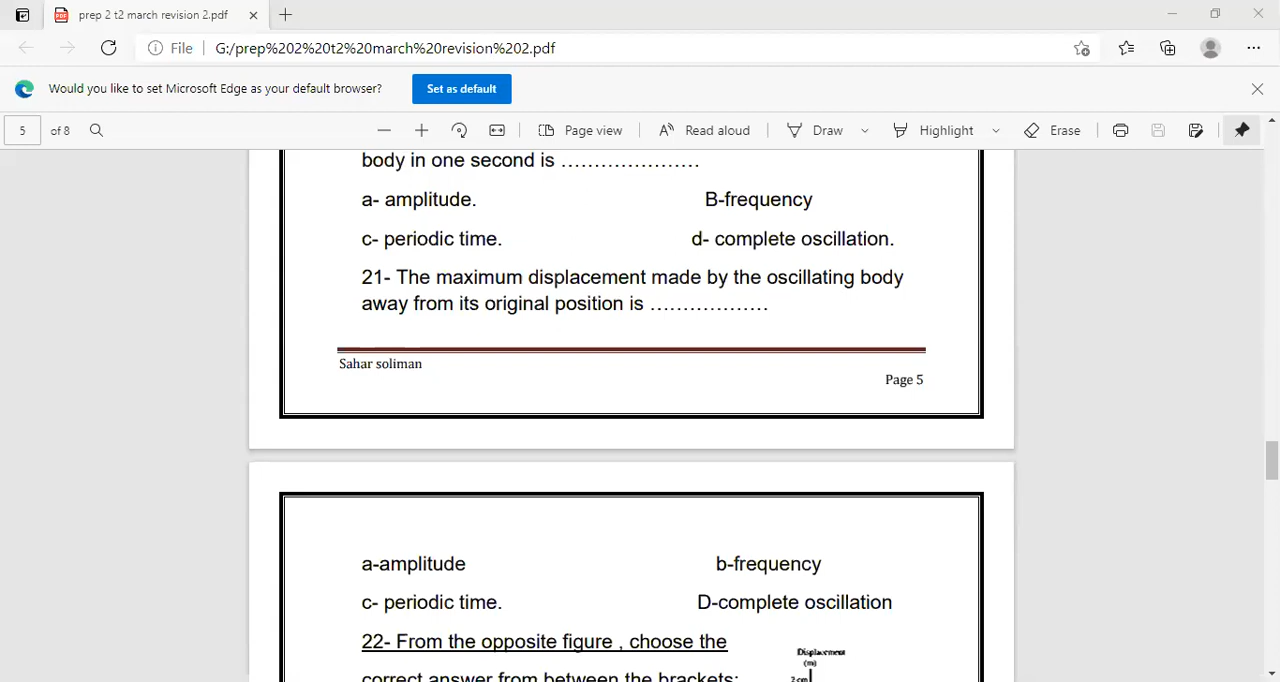 prep 2 t2 march revision 2.pdf
File
G:/prep%202%20t2%20march%20revision%202.pdf
Would you like to set Microsoft Edge as your default browser?
Set as default
5 of 8
Page view
Read aloud
Draw
Highlight
Erase
body in one second is …………………
a- amplitude. B-frequency
c- periodic time. d- complete oscillation.
21- The maximum displacement made by the oscillating body
away from its original position is ………………
Sahar soliman
Page 5
a-amplitude b-frequency
c- periodic time. D-complete oscillation
22- From the opposite figure , choose the
Displacement
(m)
correct answer from between the brackets:
2 cm